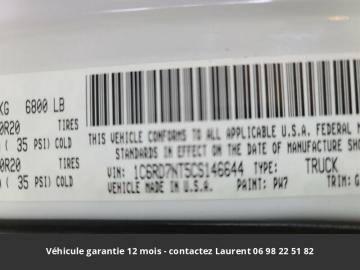 KG 6800 LB
0R20 TIRES
( 35 PSI) COLD
0R20 TIRES
( 35 PSI) COLD
THIS VEHICLE CONFORMS TO ALL APPLICABLE U.S.A. FEDERAL M
STANDARDS IN EFFECT ON THE DATE OF MANUFACTURE SHOW
VIN: 1C6RD7NT5CS146644 TYPE: TRUCK
MDH: PAINT: PW7 TRIM:
MADE IN U.S.A.
Véhicule garantie 12 mois - contactez Laurent 06 98 22 51 82